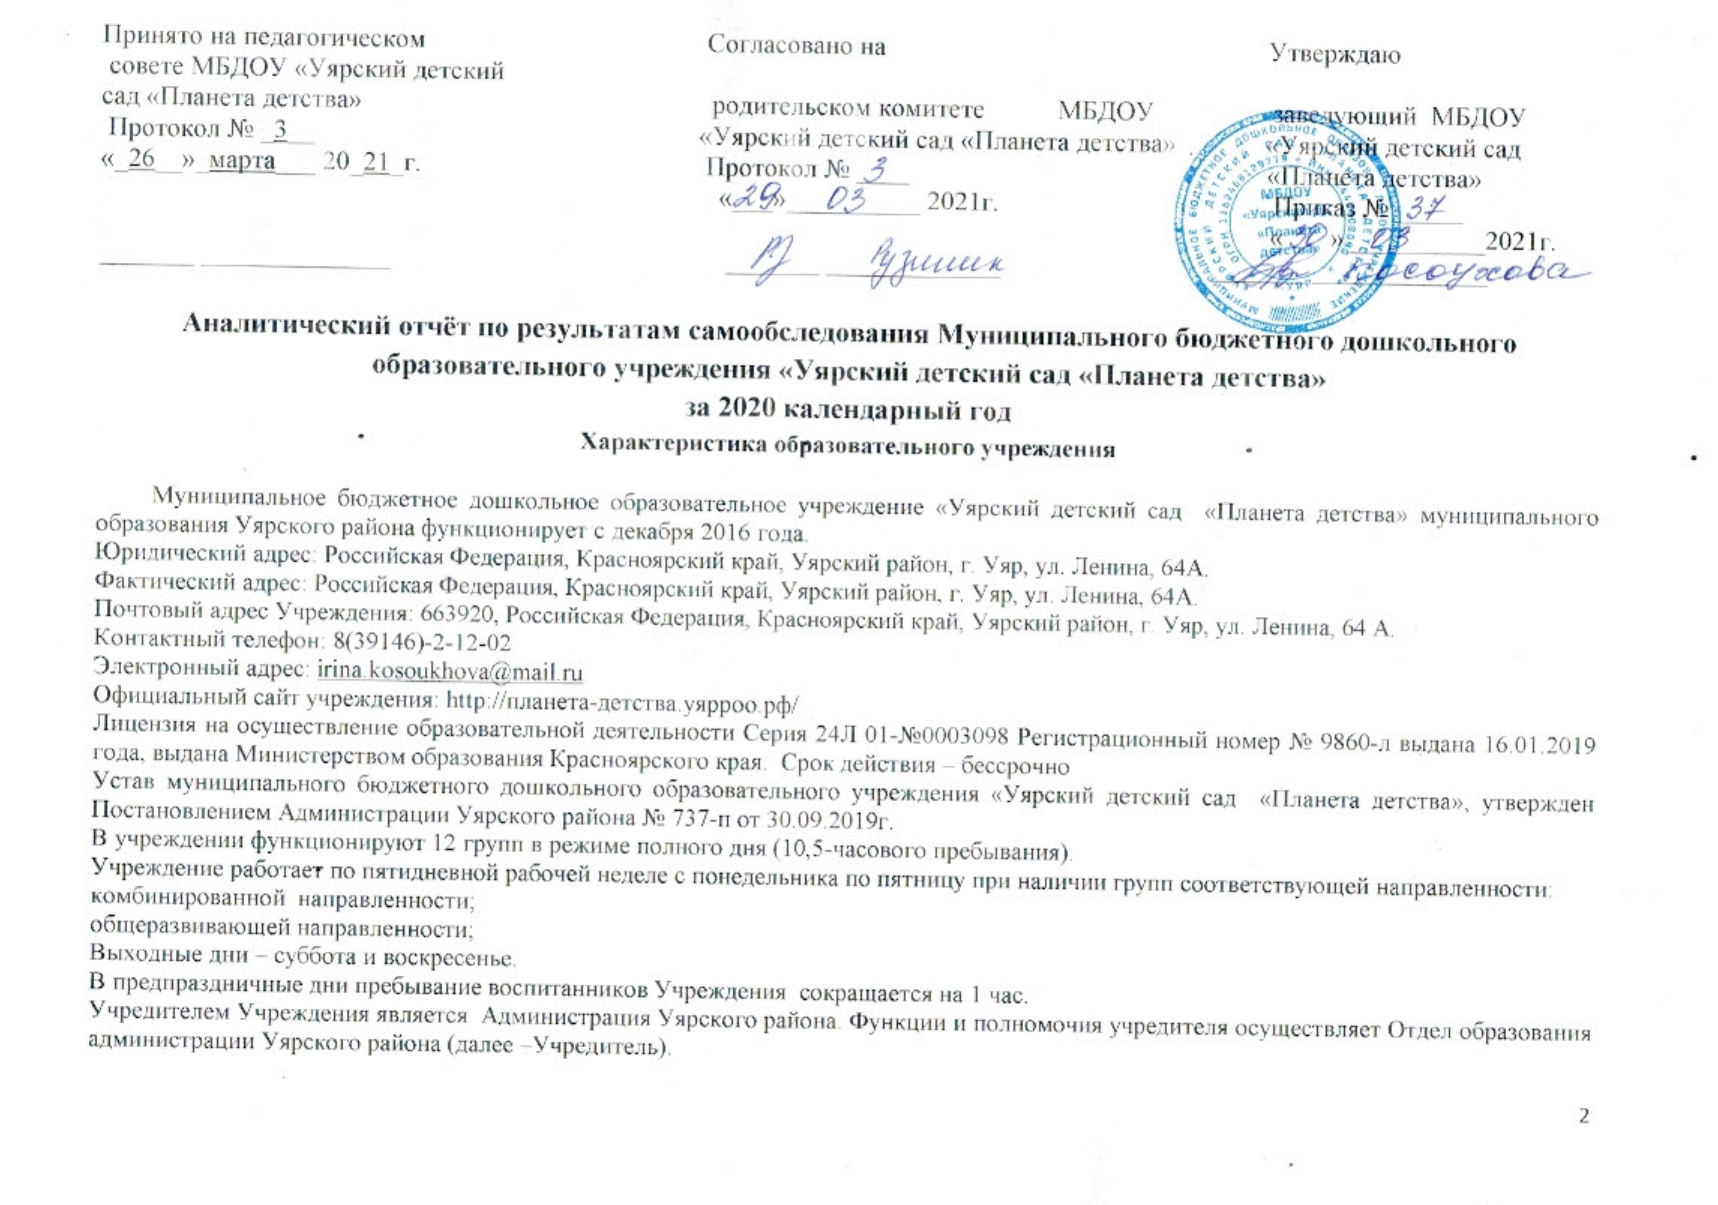 Принято на педагогическом
совете МБДОУ «Уярский детский
сад «Планета детства»
Протокол № _3__
«_26__»_марта___ 20_21_г.
Согласовано на
родительском комитете МБДОУ
«Уярский детский сад «Планета детства»
Протокол № 3
«29» 03 2021г.
Утверждаю
заведующий МБДОУ
«Уярский детский сад
«Планета детства»
Приказ № 37
«30» 03 2021г.
Косоухова
МБДОУ
«Планета
детства»
Аналитический отчёт по результатам самообследования Муниципального бюджетного дошкольного
образовательного учреждения «Уярский детский сад «Планета детства»
за 2020 календарный год
Характеристика образовательного учреждения
Муниципальное бюджетное дошкольное образовательное учреждение «Уярский детский сад «Планета детства» муниципального
образования Уярского района функционирует с декабря 2016 года.
Юридический адрес: Российская Федерация, Красноярский край, Уярский район, г. Уяр, ул. Ленина, 64А.
Фактический адрес: Российская Федерация, Красноярский край, Уярский район, г. Уяр, ул. Ленина, 64А.
Почтовый адрес Учреждения: 663920, Российская Федерация, Красноярский край, Уярский район, г. Уяр, ул. Ленина, 64 А.
Контактный телефон: 8(39146)-2-12-02
Электронный адрес: irina.kosoukhova@mail.ru
Официальный сайт учреждения: http://планета-детства.уярроо.рф/
Лицензия на осуществление образовательной деятельности Серия 24Л 01-№0003098 Регистрационный номер № 9860-л выдана 16.01.2019
года, выдана Министерством образования Красноярского края. Срок действия – бессрочно
Устав муниципального бюджетного дошкольного образовательного учреждения «Уярский детский сад «Планета детства», утвержден
Постановлением Администрации Уярского района № 737-п от 30.09.2019г.
В учреждении функционируют 12 групп в режиме полного дня (10,5-часового пребывания).
Учреждение работает по пятидневной рабочей неделе с понедельника по пятницу при наличии групп соответствующей направленности:
комбинированной направленности;
общеразвивающей направленности;
Выходные дни – суббота и воскресенье.
В предпраздничные дни пребывание воспитанников Учреждения сокращается на 1 час.
Учредителем Учреждения является Администрация Уярского района. Функции и полномочия учредителя осуществляет Отдел образования
администрации Уярского района (далее –Учредитель).
2